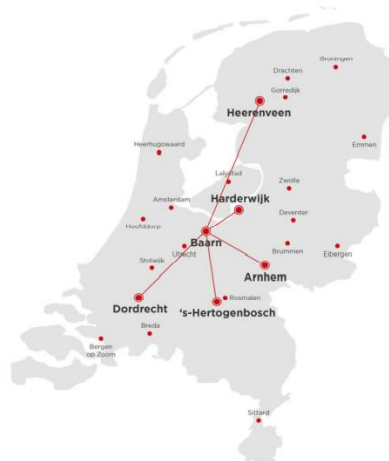 Groningen
Drachten
Gorredijk
Heerenveen
Heerhugowaard
Emmen
Lelystad
Zwolle
Harderwijk
Amsterdam
Hoofddorp
Deventer
Baarn
Utrecht
Brummen
Eibergen
Stolwijk
Arnhem
Dordrecht
's-Hertogenbosch
Rosmalen
Breda
Bergen
op Zoom
Sittard